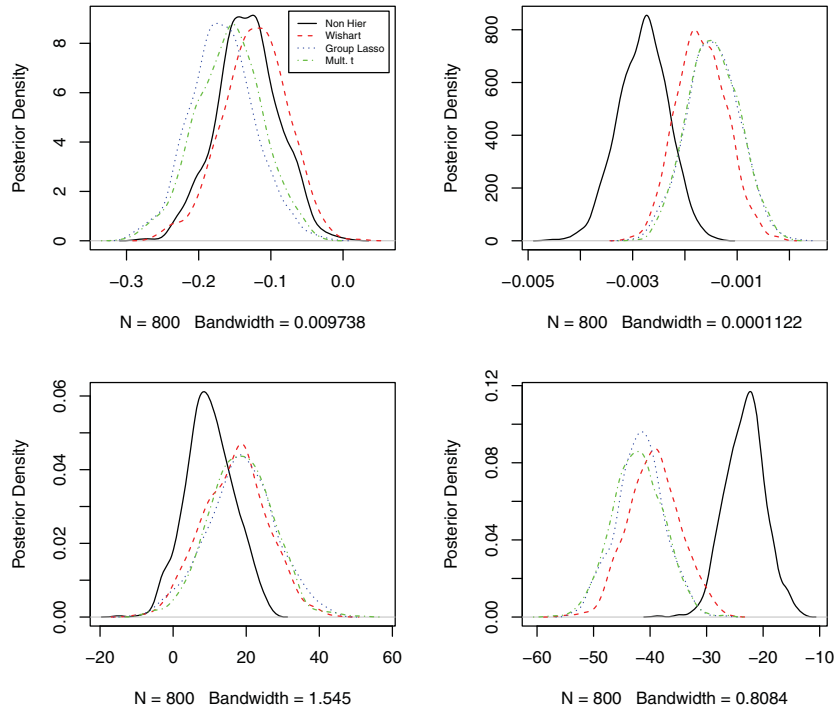 Posterior Density
0 2 4 6 8
Non Hier
Wishart
Group Lasso
Mult. t
−0.3 −0.2 −0.1 0.0
N = 800 Bandwidth = 0.009738
Posterior Density
0 200 400 600 800
−0.005 −0.003 −0.001
N = 800 Bandwidth = 0.0001122
Posterior Density
0.00 0.02 0.04 0.06
−20 0 20 40 60
N = 800 Bandwidth = 1.545
Posterior Density
0.00 0.04 0.08 0.12
−60 −50 −40 −30 −20 −10
N = 800 Bandwidth = 0.8084